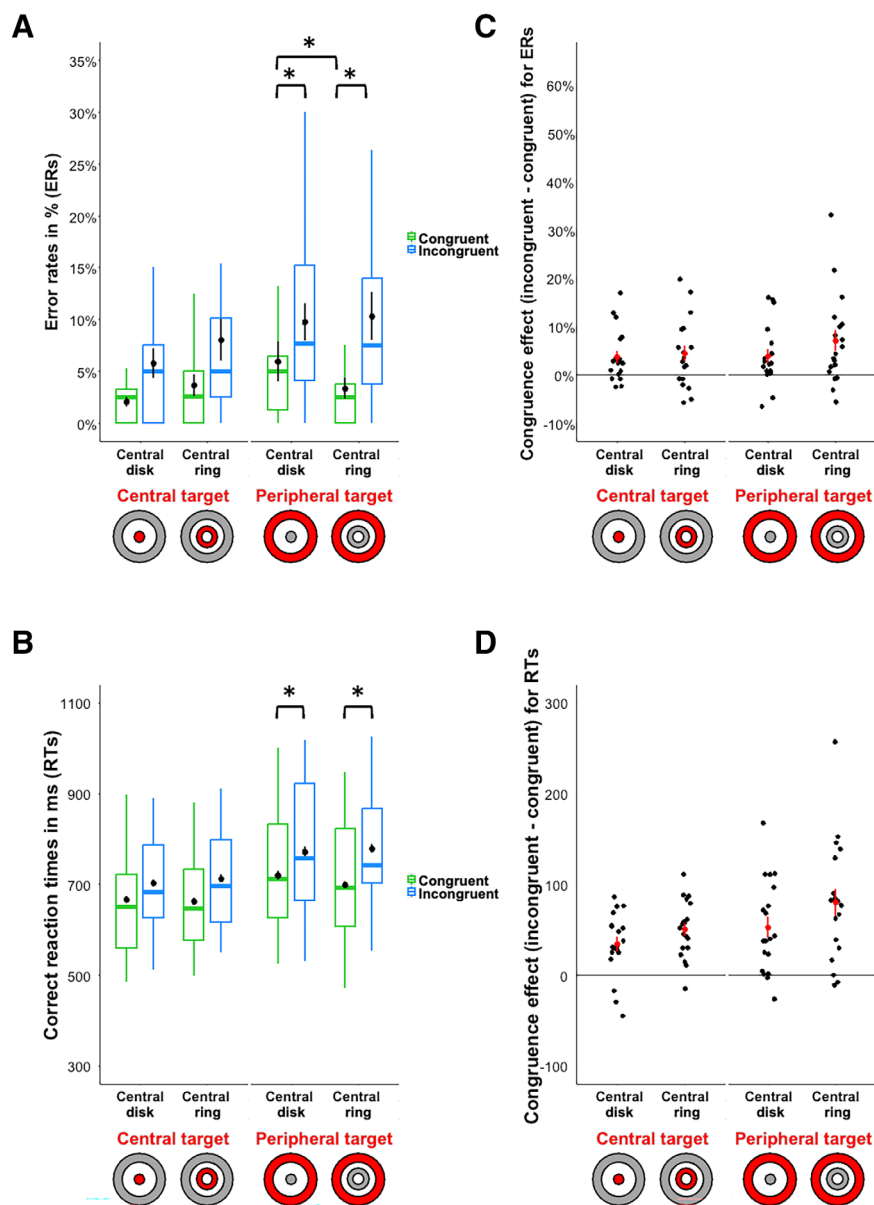 A
35%
30%
25%
20%
15%
10%
5%
0%
Error rates in % (ERs)
* * *
Congruent
Incongruent
Central disk
Central ring
Central disk
Central ring
Central target
Peripheral target
C
60%
50%
40%
30%
20%
10%
0%
-10%
Congruence effect (incongruent - congruent) for ERs
Central disk
Central ring
Central disk
Central ring
Central target
Peripheral target
B
1100
900
700
500
300
Correct reaction times in ms (RTs)
* *
Congruent
Incongruent
Central disk
Central ring
Central disk
Central ring
Central target
Peripheral target
D
300
200
100
0
-100
Congruence effect (incongruent - congruent) for RTs
Central disk
Central ring
Central disk
Central ring
Central target
Peripheral target